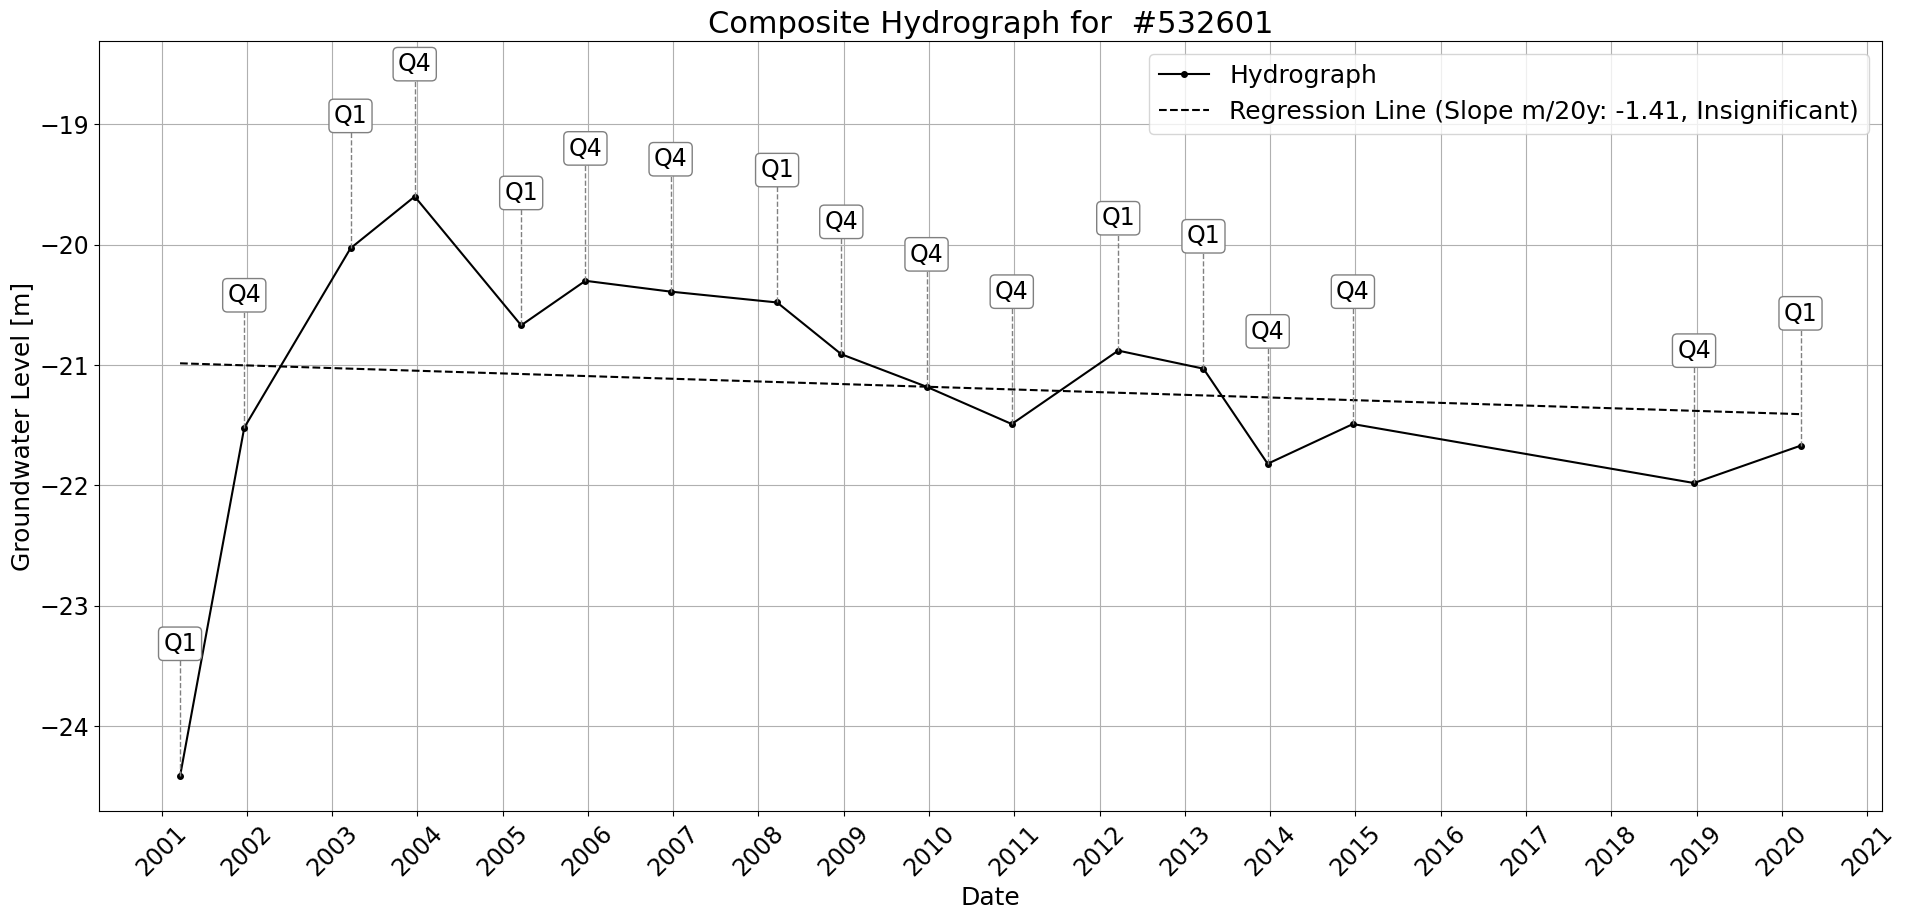 Composite Hydrograph for  #532601
Hydrograph
Regression Line (Slope m/20y: -1.41, Insignificant)
Groundwater Level [m]
−19
−20
−21
−22
−23
−24
Q1
Q4
Q1
Q4
Q1
Q4
Q4
Q1
Q4
Q4
Q4
Q1
Q1
Q4
Q4
Q4
Q1
2001
2002
2003
2004
2005
2006
2007
2008
2009
2010
2011
2012
2013
2014
2015
2016
2017
2018
2019
2020
2021
Date